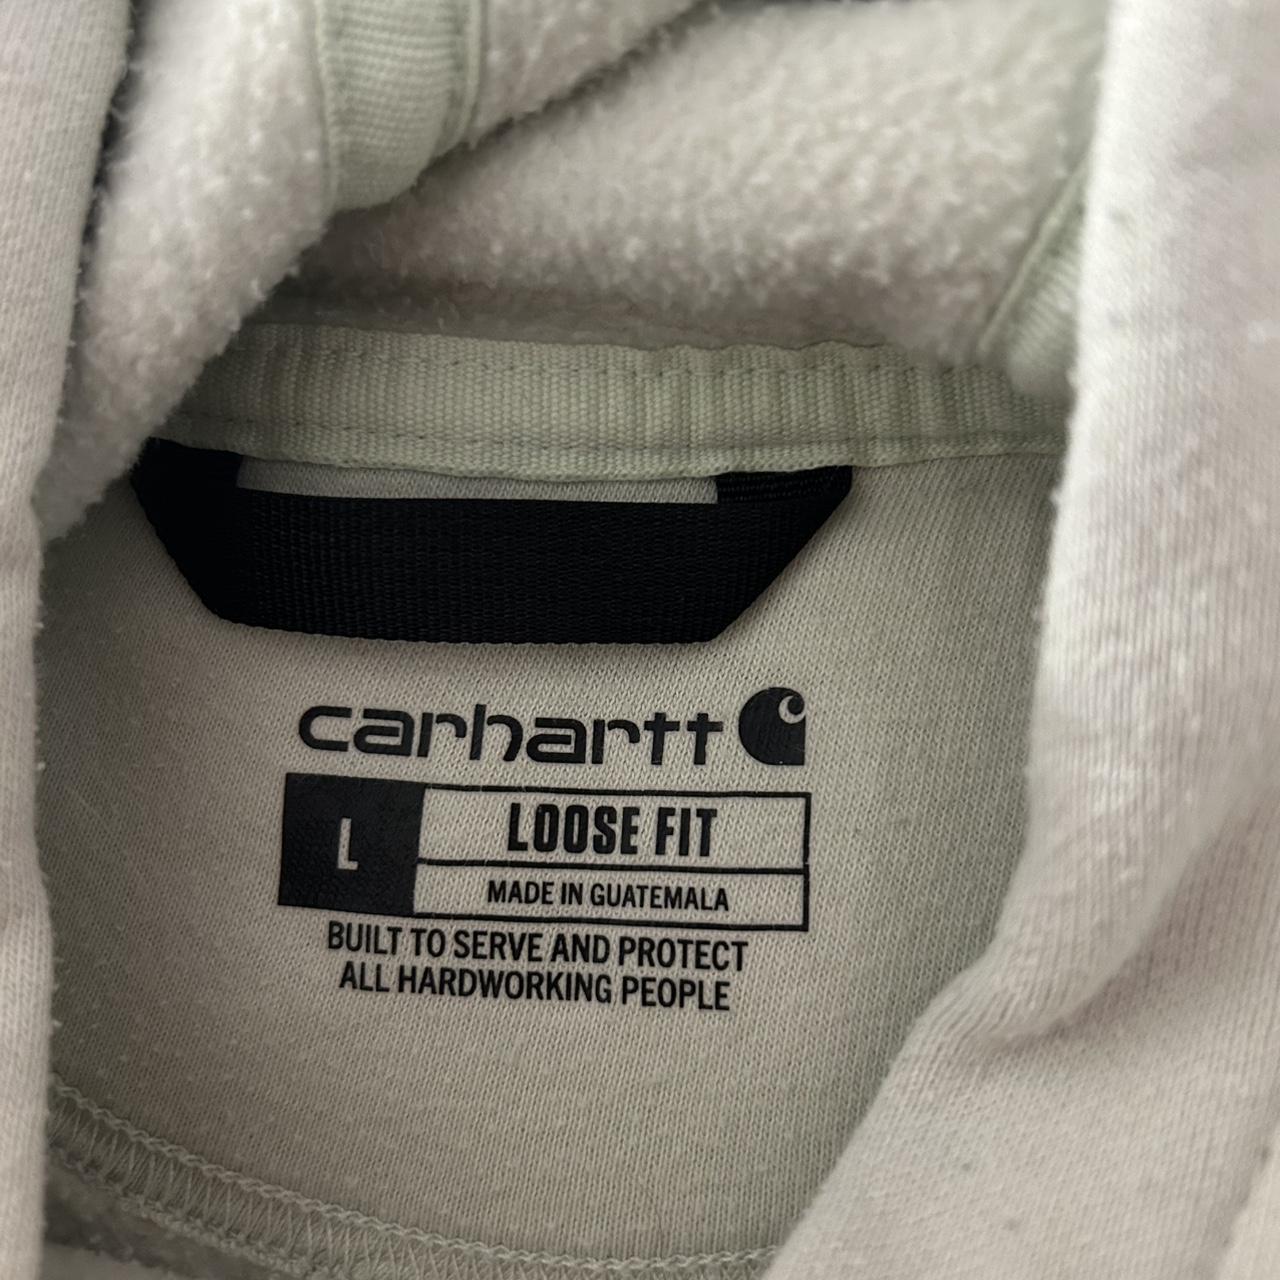 carhartt
L
LOOSE FIT
MADE IN GUATEMALA
BUILT TO SERVE AND PROTECT
ALL HARDWORKING PEOPLE